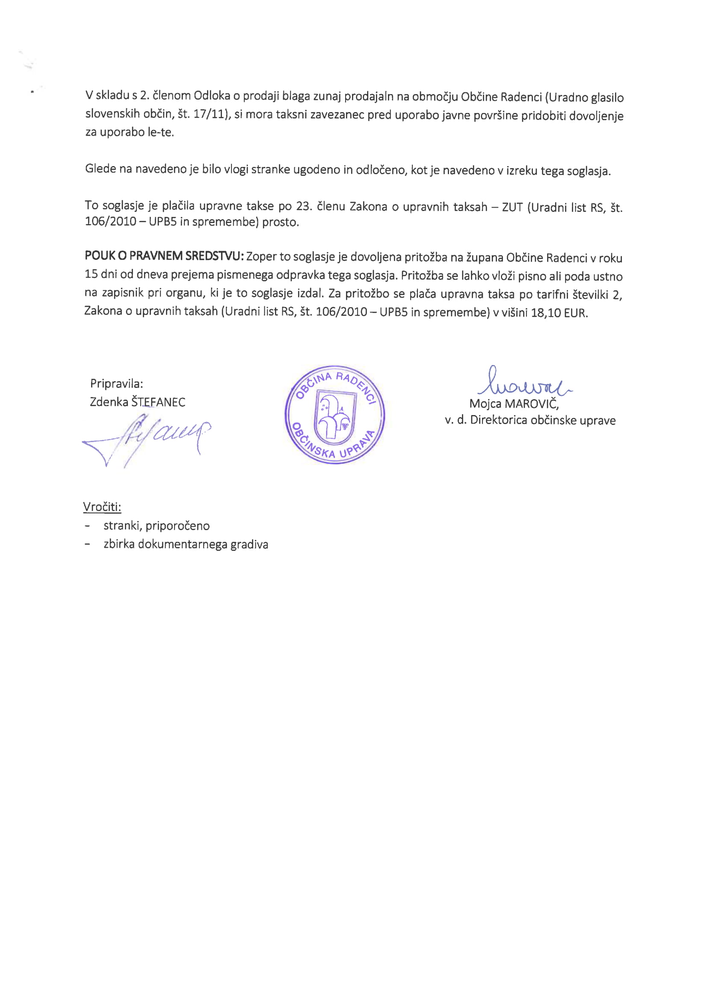 V skladu s 2. členom Odloka o prodaji blaga zunaj prodajaln na območju Občine Radenci (Uradno glasilo
slovenskih občin, št. 17/11), si mora taksni zavezanec pred uporabo javne površine pridobiti dovoljenje
za uporabo le-te.
Glede na navedeno je bilo vlogi stranke ugodeno in odločeno, kot je navedeno v izreku tega soglasja.
To soglasje je plačila upravne takse po 23. členu Zakona o upravnih taksah – ZUT (Uradni list RS, št.
106/2010 – UPB5 in spremembe) prosto.
POUK O PRAVNEM SREDSTVU: Zoper to soglasje je dovoljena pritožba na župana Občine Radenci v roku
15 dni od dneva prejema pismenega odpravka tega soglasja. Pritožba se lahko vloži pisno ali poda ustno
na zapisnik pri organu, ki je to soglasje izdal. Za pritožbo se plača upravna taksa po tarifni številki 2,
Zakona o upravnih taksah (Uradni list RS, št. 106/2010 – UPB5 in spremembe) v višini 18,10 EUR.
Pripravila:
Zdenka ŠTEFANEC
OBČINA RADENCI
OBČINSKA UPRAVA
Mojca MAROVIČ,
v. d. Direktorica občinske uprave
Vročiti:
- stranki, priporočeno
- zbirka dokumentarnega gradiva